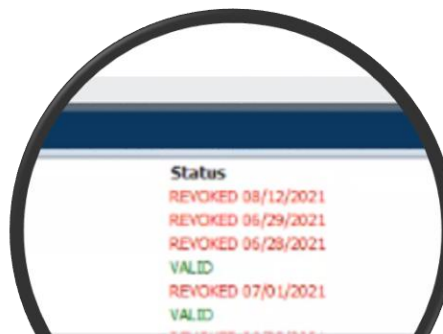 Status
REVOKED 08/12/2021
REVOKED 06/29/2021
REVOKED 06/28/2021
VALID
REVOKED 07/01/2021
VALID